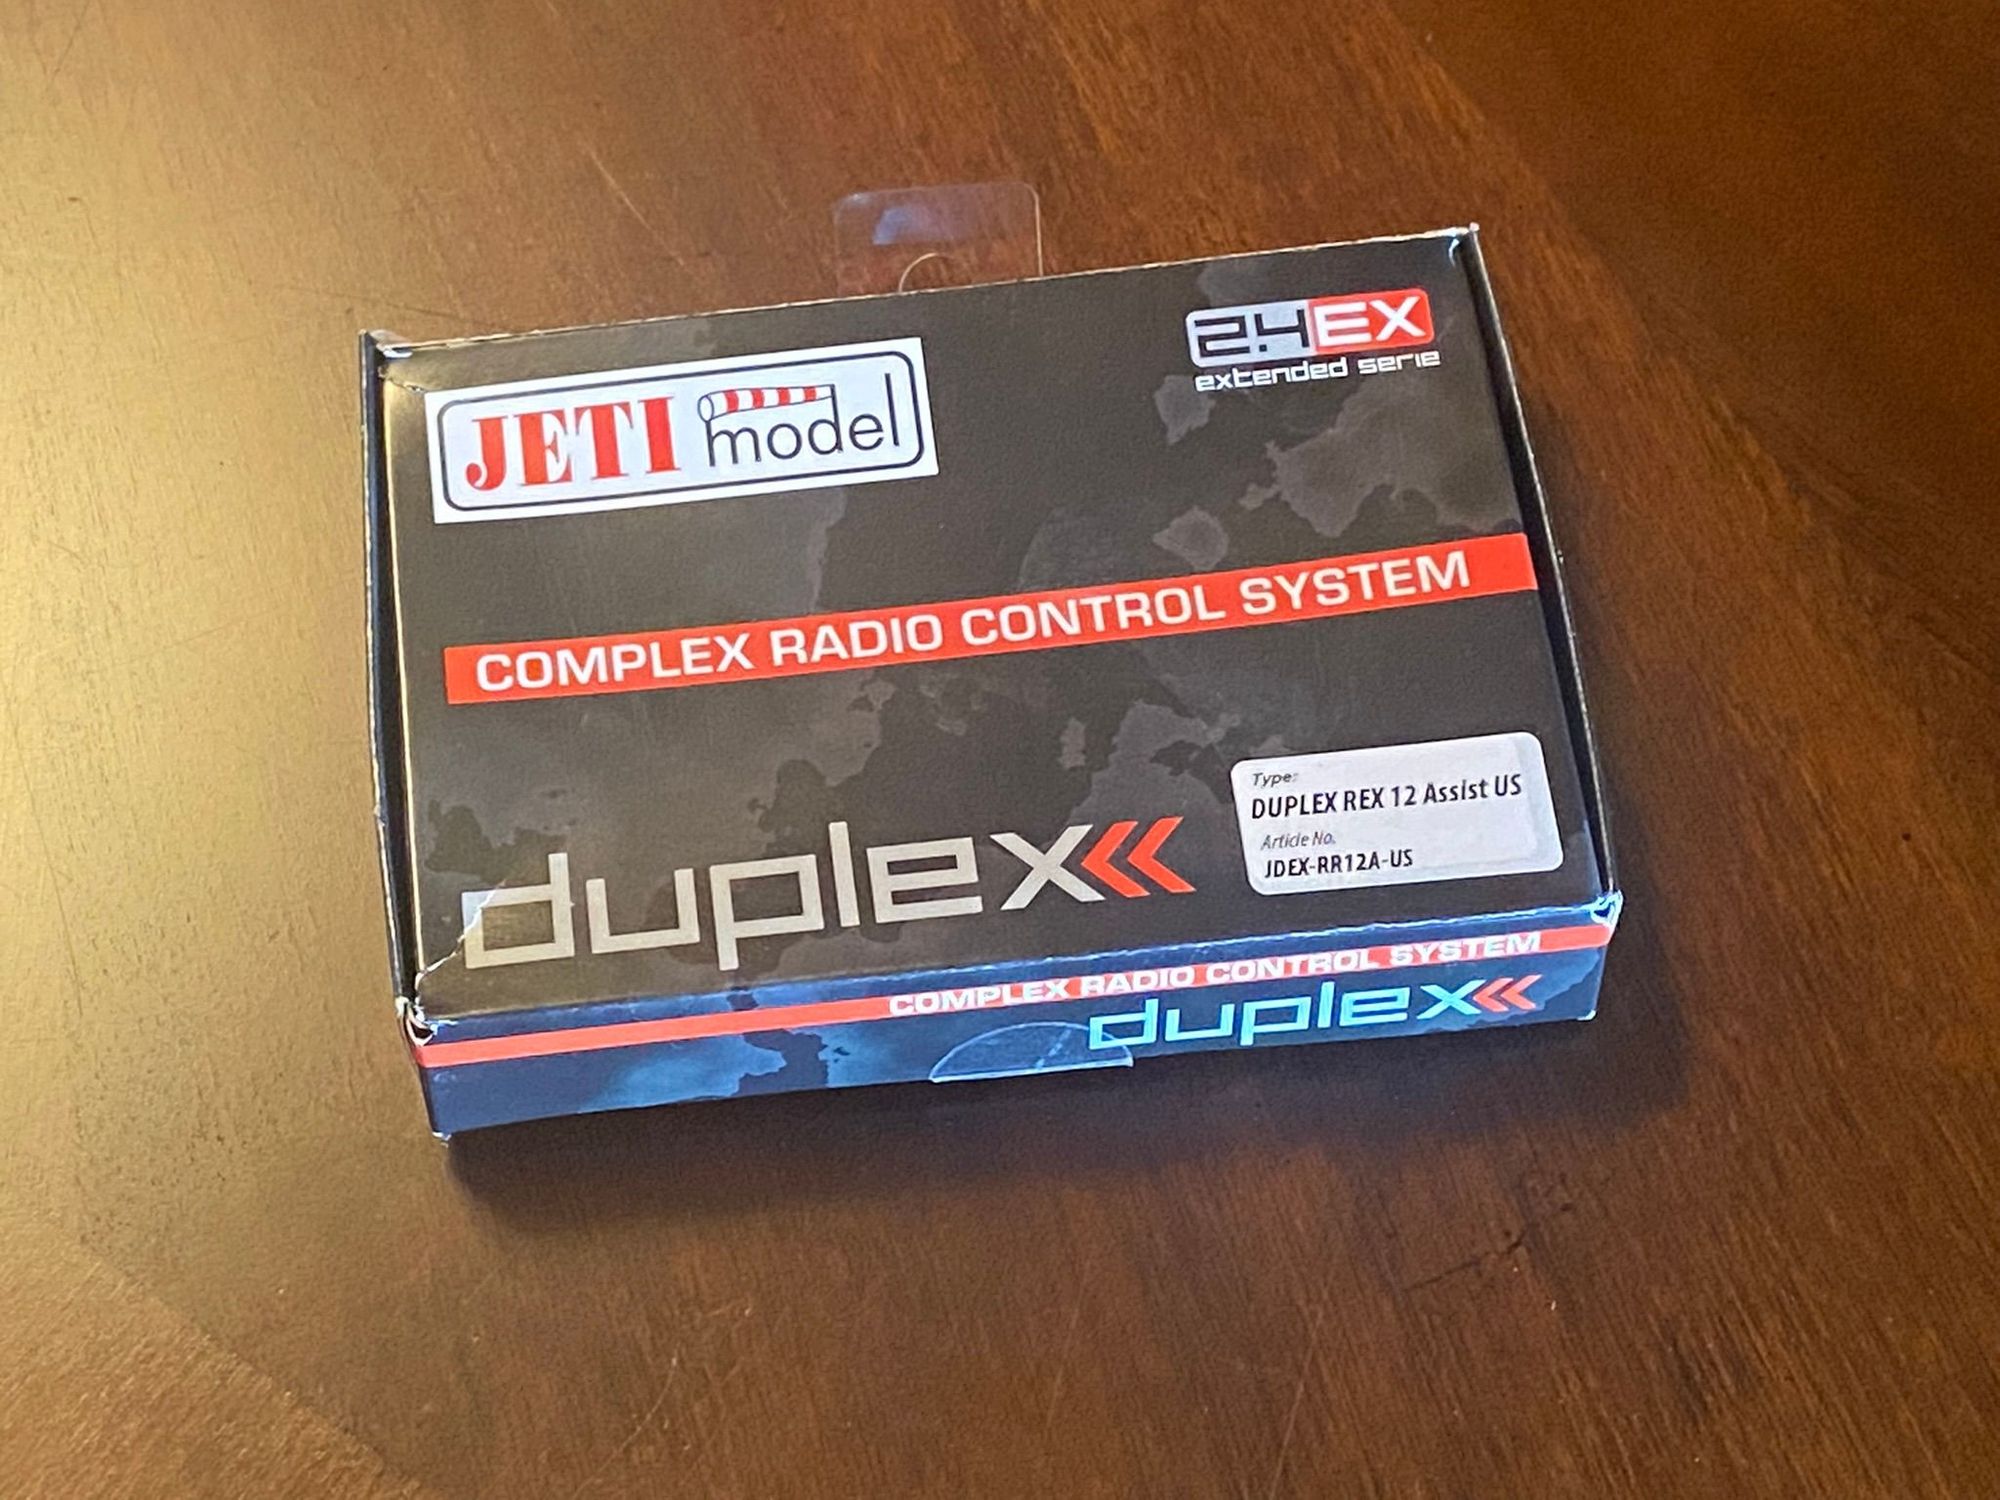 JETI model
2.4EX
extended serie
COMPLEX RADIO CONTROL SYSTEM
duplex
Type:
DUPLEX REX 12 Assist US
Article No.
JDEX-RR12A-US
COMPLEX RADIO CONTROL SYSTEM
duplex